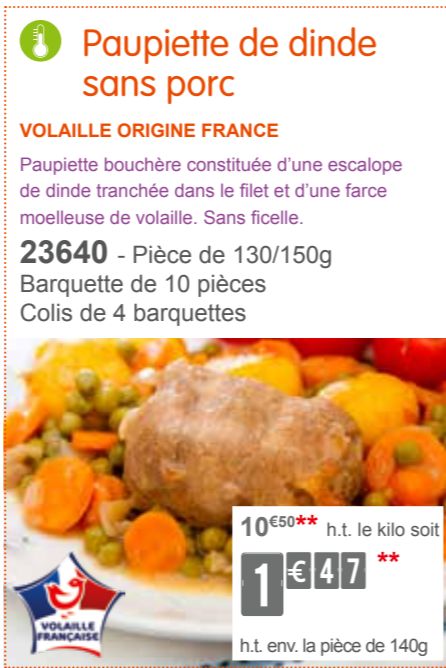 Paupiette de dinde
sans porc
VOLAILLE ORIGINE FRANCE
Paupiette bouchère constituée d'une escalope
de dinde tranchée dans le filet et d'une farce
moelleuse de volaille. Sans ficelle.
23640 - Pièce de 130/150g
Barquette de 10 pièces
Colis de 4 barquettes
10€50** h.t. le kilo soit
1€47**
h.t. env. la pièce de 140g
VOLAILLE
FRANÇAISE